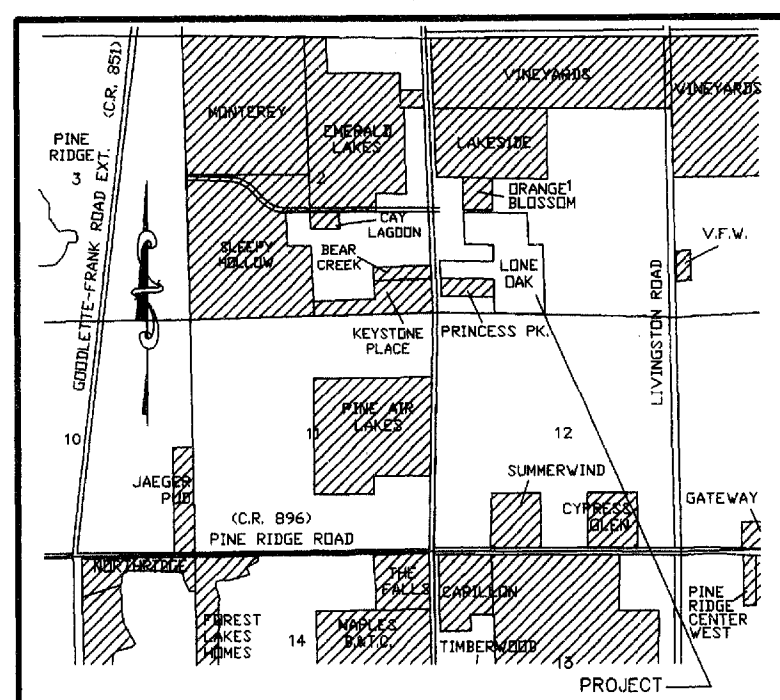 GOODLETTE-FRANK ROAD EXT. (C.R. 851)
PINE
RIDGE
3
MONTEREY
EMERALD
LAKES
2
VINEYARDS
VINEYARDS
LAKESIDE
ORANGE 1
BLOSSOM
CAY
LAGOON
SLEEPY
HOLLOW
BEAR
CREEK
LONE
OAK
V.F.W.
KEYSTONE
PLACE
PRINCESS PK.
LIVINGSTON ROAD
10
PINE AIR
LAKES
11
12
JAEGER
PUD
SUMMERWIND
CYPRESS
GLEN
GATEWAY
(C.R. 896)
PINE RIDGE ROAD
NORTHRIDGE
THE
FALLS
CARILLON
PINE
RIDGE
CENTER
WEST
FOREST
LAKES
HOMES
14
NAPLES
B.&T.C.
TIMBERWOOD
13
PROJECT